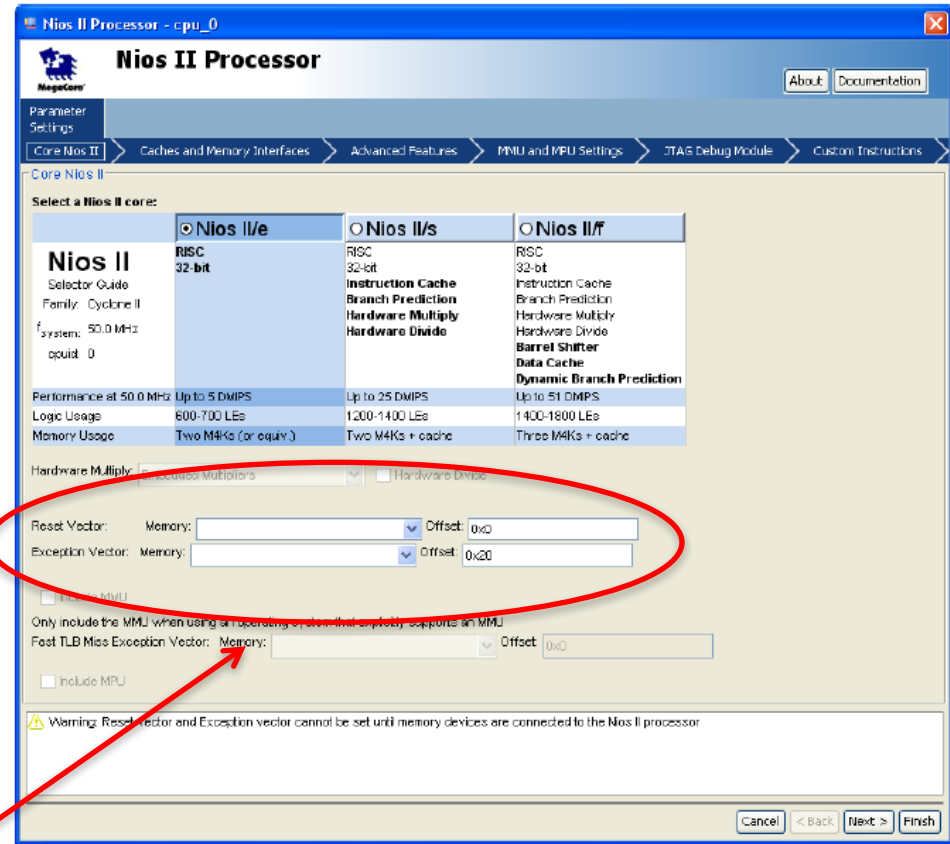 Nios II Processor - cpu_0
MegaCore
Nios II Processor
About Documentation
Parameter
Settings
Core Nios II Caches and Memory Interfaces Advanced Features MMU and MPU Settings JTAG Debug Module Custom Instructions
Core Nios II
Select a Nios II core:
Nios II/e Nios II/s Nios II/f
Nios II
Selector Guide
Family: Cyclone II
fsystem: 50.0 MHz
cpuid: 0
RISC
32-bit
RISC
32-bit
Instruction Cache
Branch Prediction
Hardware Multiply
Hardware Divide
RISC
32-bit
Instruction Cache
Branch Prediction
Hardware Multiply
Hardware Divide
Barrel Shifter
Data Cache
Dynamic Branch Prediction
Performance at 50.0 MHz Up to 5 DMIPS Up to 25 DMIPS Up to 51 DMIPS
Logic Usage 600-700 LEs 1200-1400 LEs 1400-1800 LEs
Memory Usage Two M4Ks (or equiv.) Two M4Ks + cache Three M4Ks + cache
Hardware Multiply: Embedded Multipliers Hardware Divide
Reset Vector: Memory: Offset: 0x0
Exception Vector: Memory: Offset: 0x20
Include MMU
Only include the MMU when using an operating system that explicitly supports an MMU
Fast TLB Miss Exception Vector: Memory: Offset: 0x0
Include MPU
Warning: Reset vector and Exception vector cannot be set until memory devices are connected to the Nios II processor
Cancel < Back Next > Finish